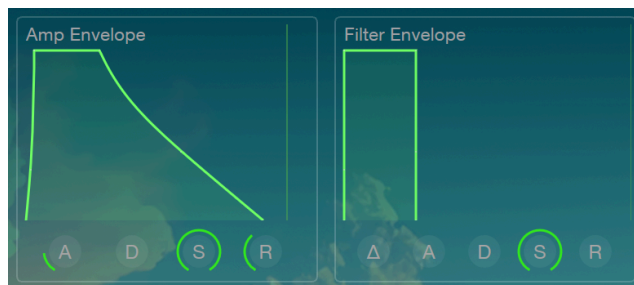 Amp Envelope
A D S R
Filter Envelope
Δ A D S R